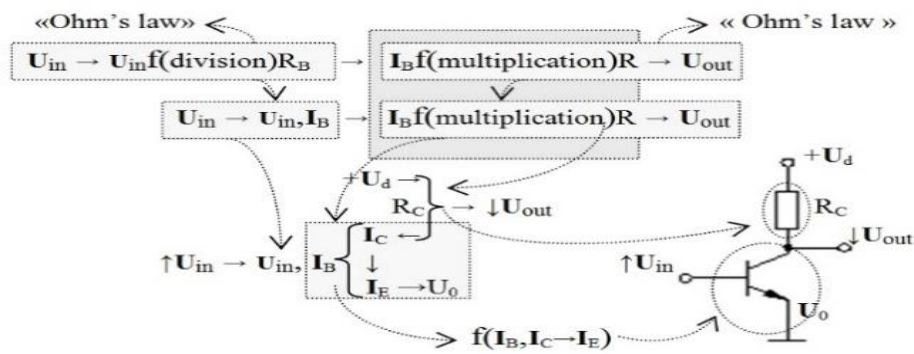 «Ohm's law» « Ohm's law »
U_in → U_in f(division)R_B → I_B f(multiplication)R → U_out
U_in → U_in,I_B → I_B f(multiplication)R → U_out
+U_d →
+U_d
R_C → ↓U_out
R_C
I_C ←
↓U_out
↑U_in → U_in, I_B
↓
↑U_in
I_E → U_0
U_0
f(I_B,I_C→I_E)